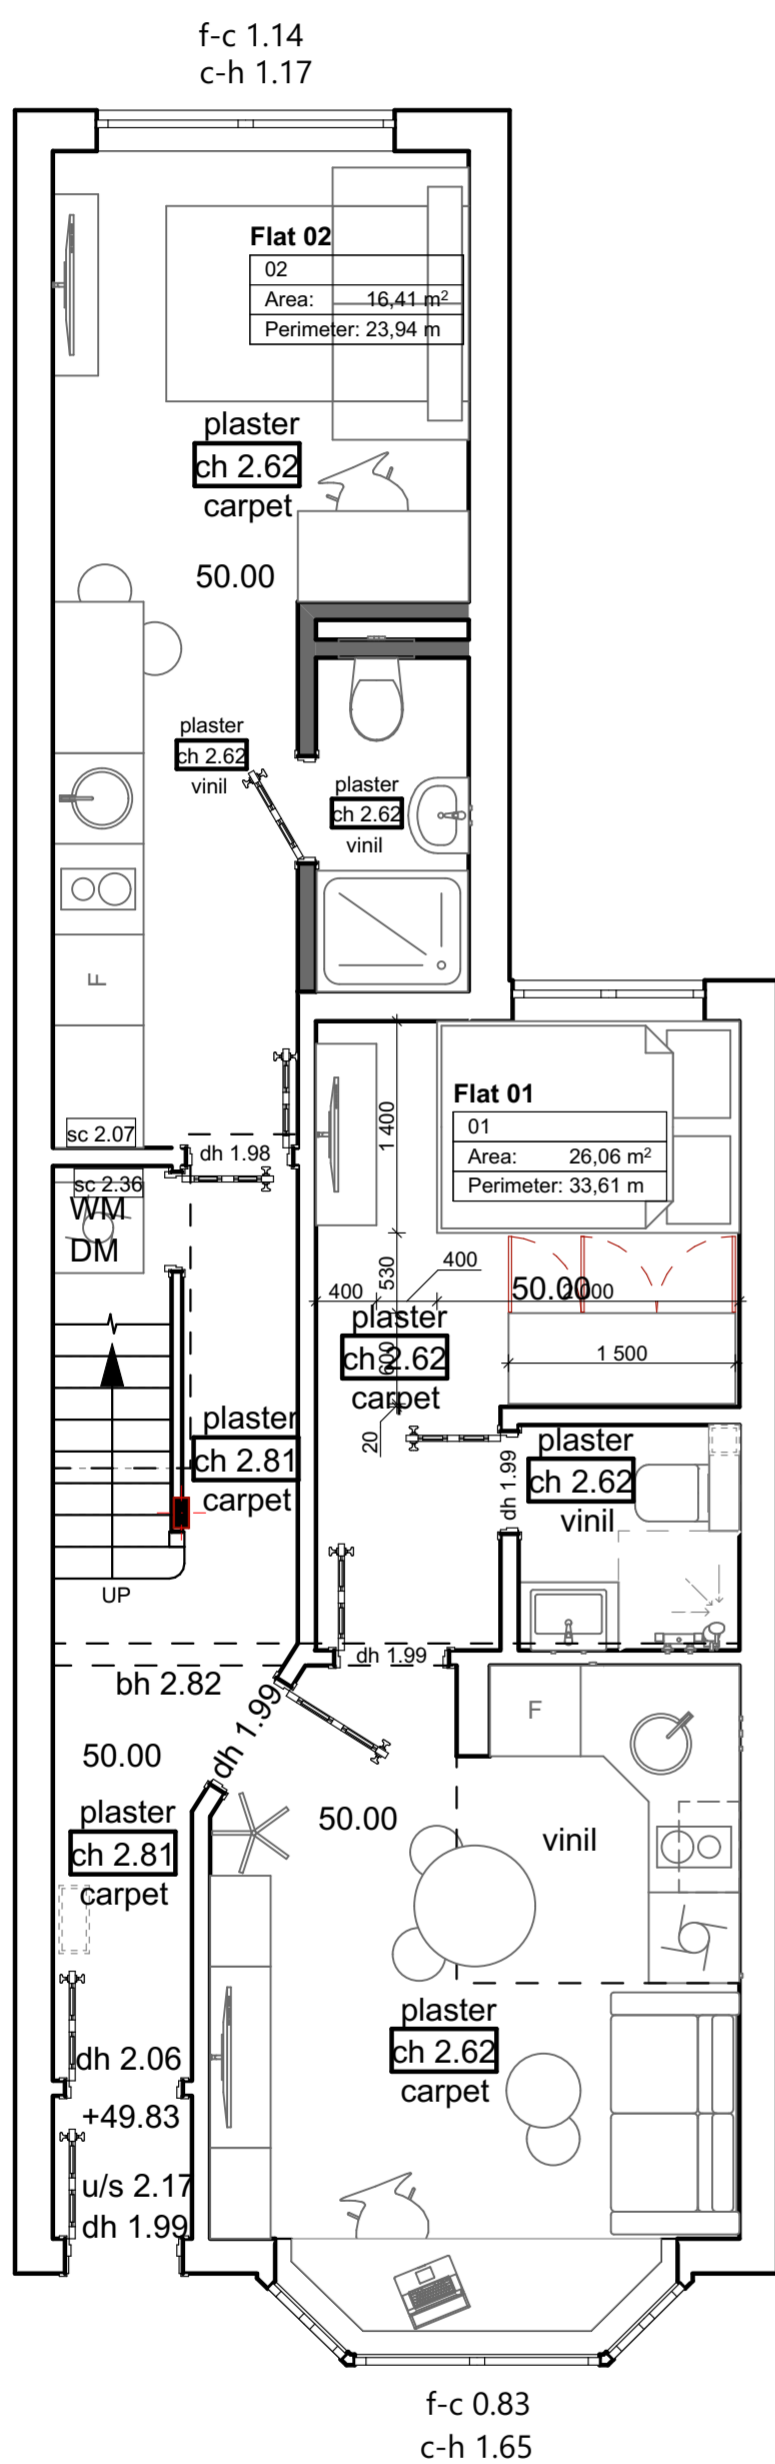 f-c 1.14
c-h 1.17
Flat 02
02
Area: 16,41 m²
Perimeter: 23,94 m
plaster
ch 2.62
carpet
50.00
plaster
ch 2.62
vinil
plaster
ch 2.62
vinil
F
sc 2.07
dh 1.98
sc 2.36
WM
DM
Flat 01
01
Area: 26,06 m²
Perimeter: 33,61 m
1 400
530
400
400
50.00
2 000
plaster
ch 2.62
carpet
600
1 500
20
plaster
ch 2.81
carpet
dh 1.99
plaster
ch 2.62
vinil
UP
bh 2.82
dh 1.99
dh 1.99
F
50.00
50.00
vinil
plaster
ch 2.81
carpet
plaster
ch 2.62
carpet
dh 2.06
+49.83
u/s 2.17
dh 1.99
f-c 0.83
c-h 1.65